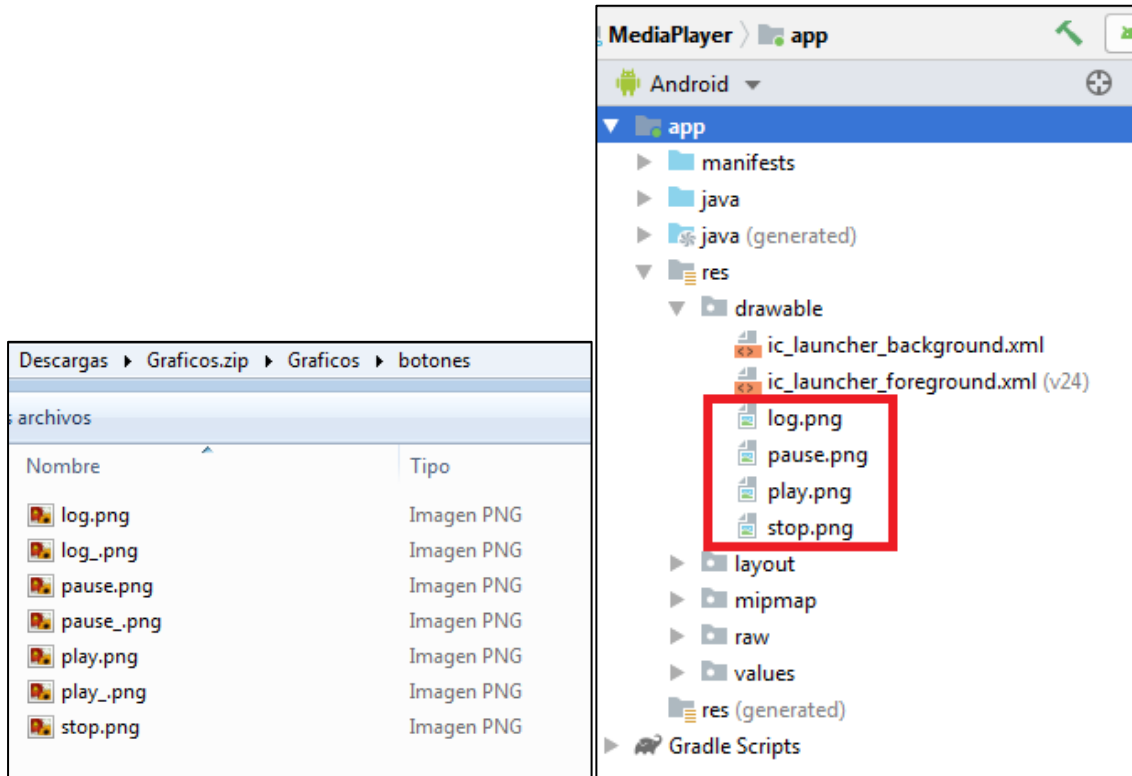 Descargas Graficos.zip Graficos botones
archivos
Nombre Tipo
log.png Imagen PNG
log_.png Imagen PNG
pause.png Imagen PNG
pause_.png Imagen PNG
play.png Imagen PNG
play_.png Imagen PNG
stop.png Imagen PNG
MediaPlayer app
Android
app
manifests
java
java (generated)
res
drawable
ic_launcher_background.xml
ic_launcher_foreground.xml (v24)
log.png
pause.png
play.png
stop.png
layout
mipmap
raw
values
res (generated)
Gradle Scripts